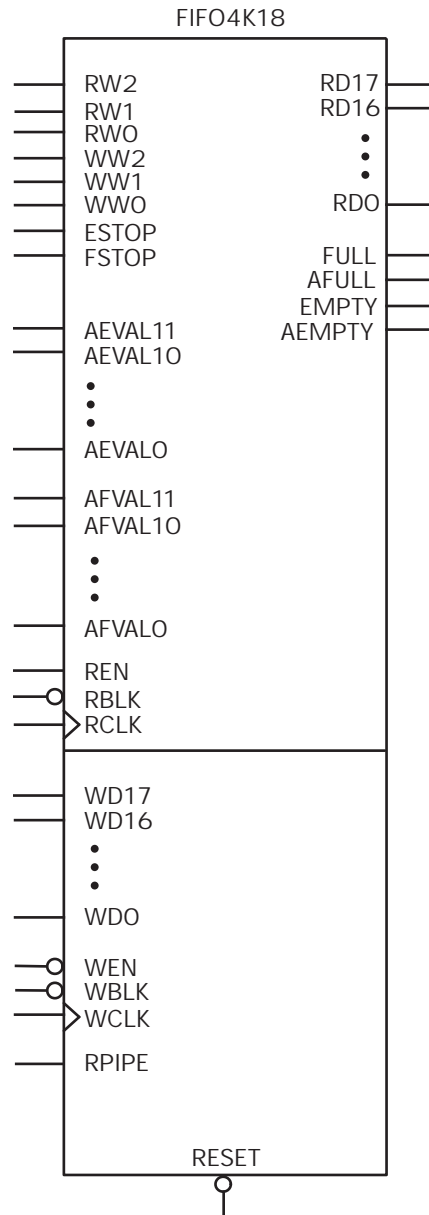 FIFO4K18
RW2
RD17
RW1
RD16
RW0
WW2
WW1
WW0
RD0
ESTOP
FSTOP
FULL
AFULL
EMPTY
AEMPTY
AEVAL11
AEVAL10
AEVAL0
AFVAL11
AFVAL10
AFVAL0
REN
RBLK
RCLK
WD17
WD16
WD0
WEN
WBLK
WCLK
RPIPE
RESET